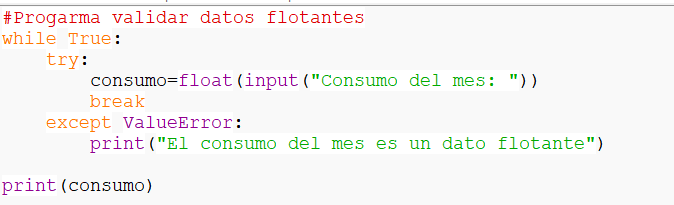 #Progarma validar datos flotantes
while True:
    try:
        consumo=float(input("Consumo del mes: "))
        break
    except ValueError:
        print("El consumo del mes es un dato flotante")

print(consumo)